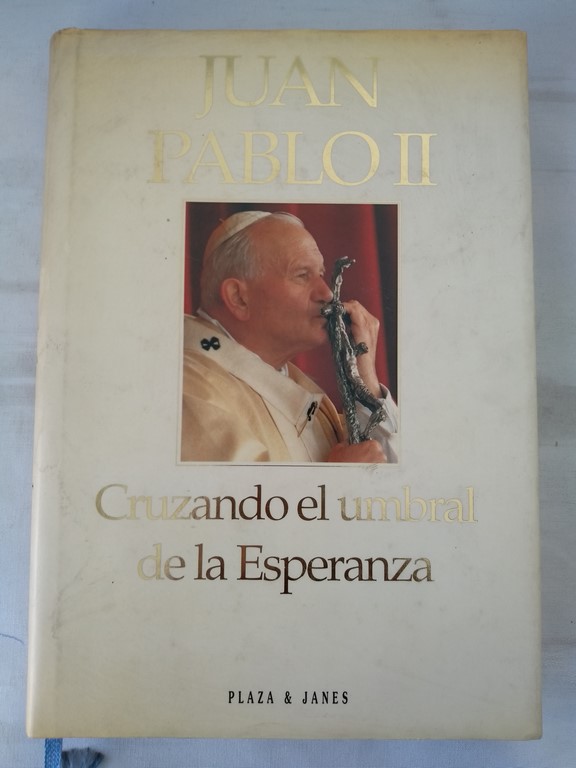 JUAN
PABLO II
Cruzando el umbral
de la Esperanza
PLAZA & JANES